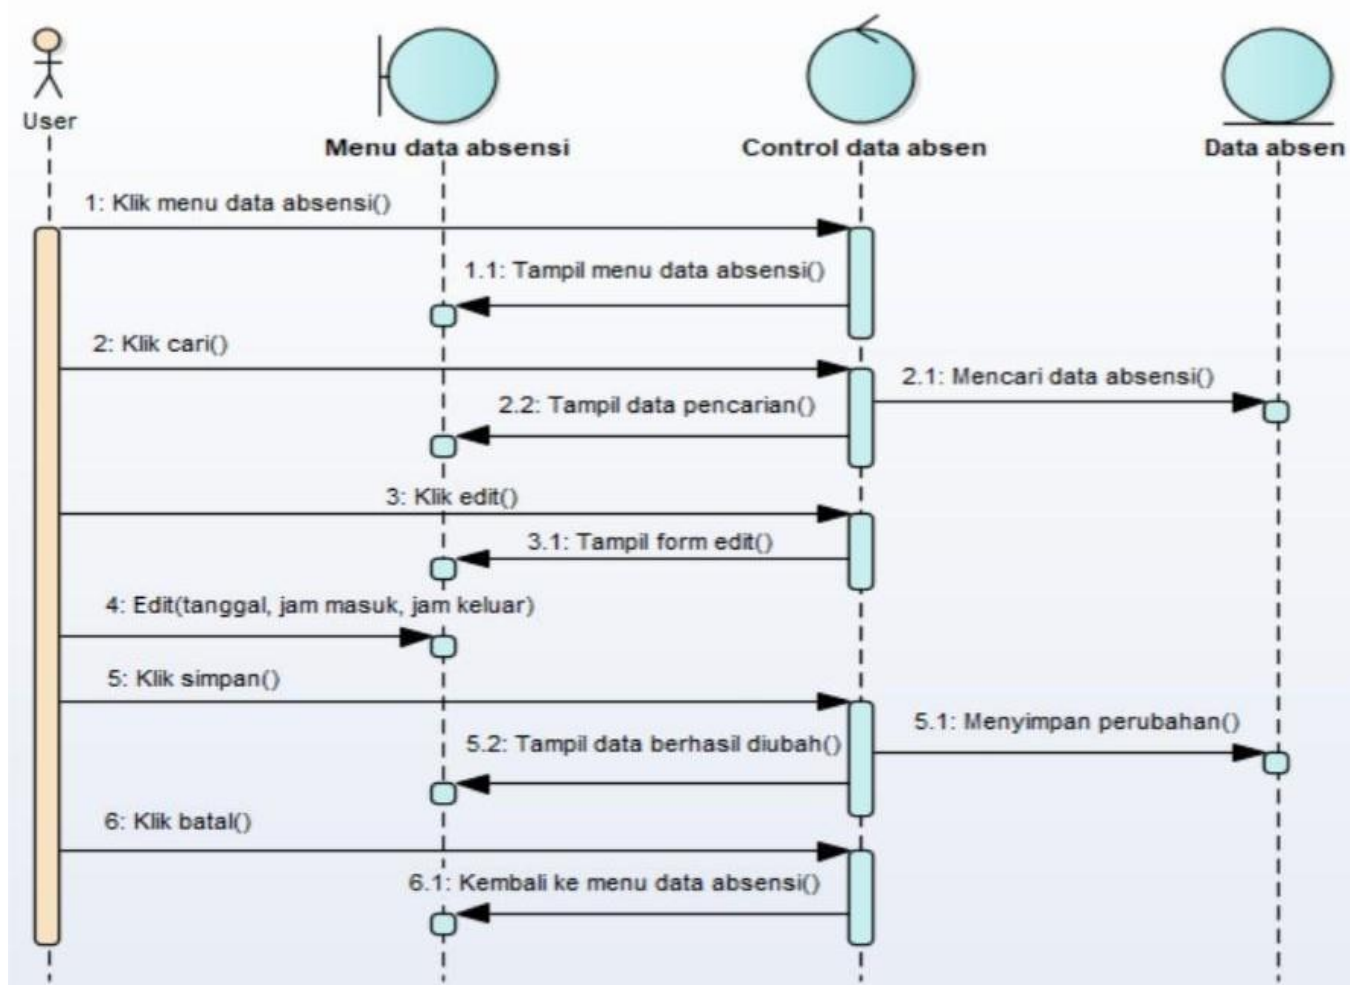 User
Menu data absensi
Control data absen
Data absen
1: Klik menu data absensi()
1.1: Tampil menu data absensi()
2: Klik cari()
2.1: Mencari data absensi()
2.2: Tampil data pencarian()
3: Klik edit()
3.1: Tampil form edit()
4: Edit(tanggal, jam masuk, jam keluar)
5: Klik simpan()
5.1: Menyimpan perubahan()
5.2: Tampil data berhasil diubah()
6: Klik batal()
6.1: Kembali ke menu data absensi()